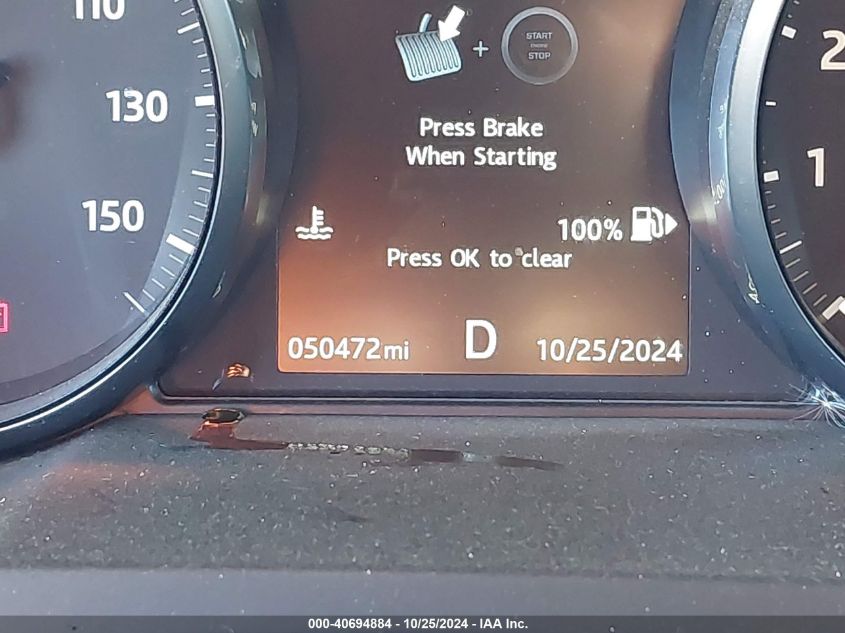 110
130
150
START
ENGINE
STOP
+
Press Brake
When Starting
100%
Press OK to clear
050472mi
D
10/25/2024
2
1
000-40694884 - 10/25/2024 - IAA Inc.